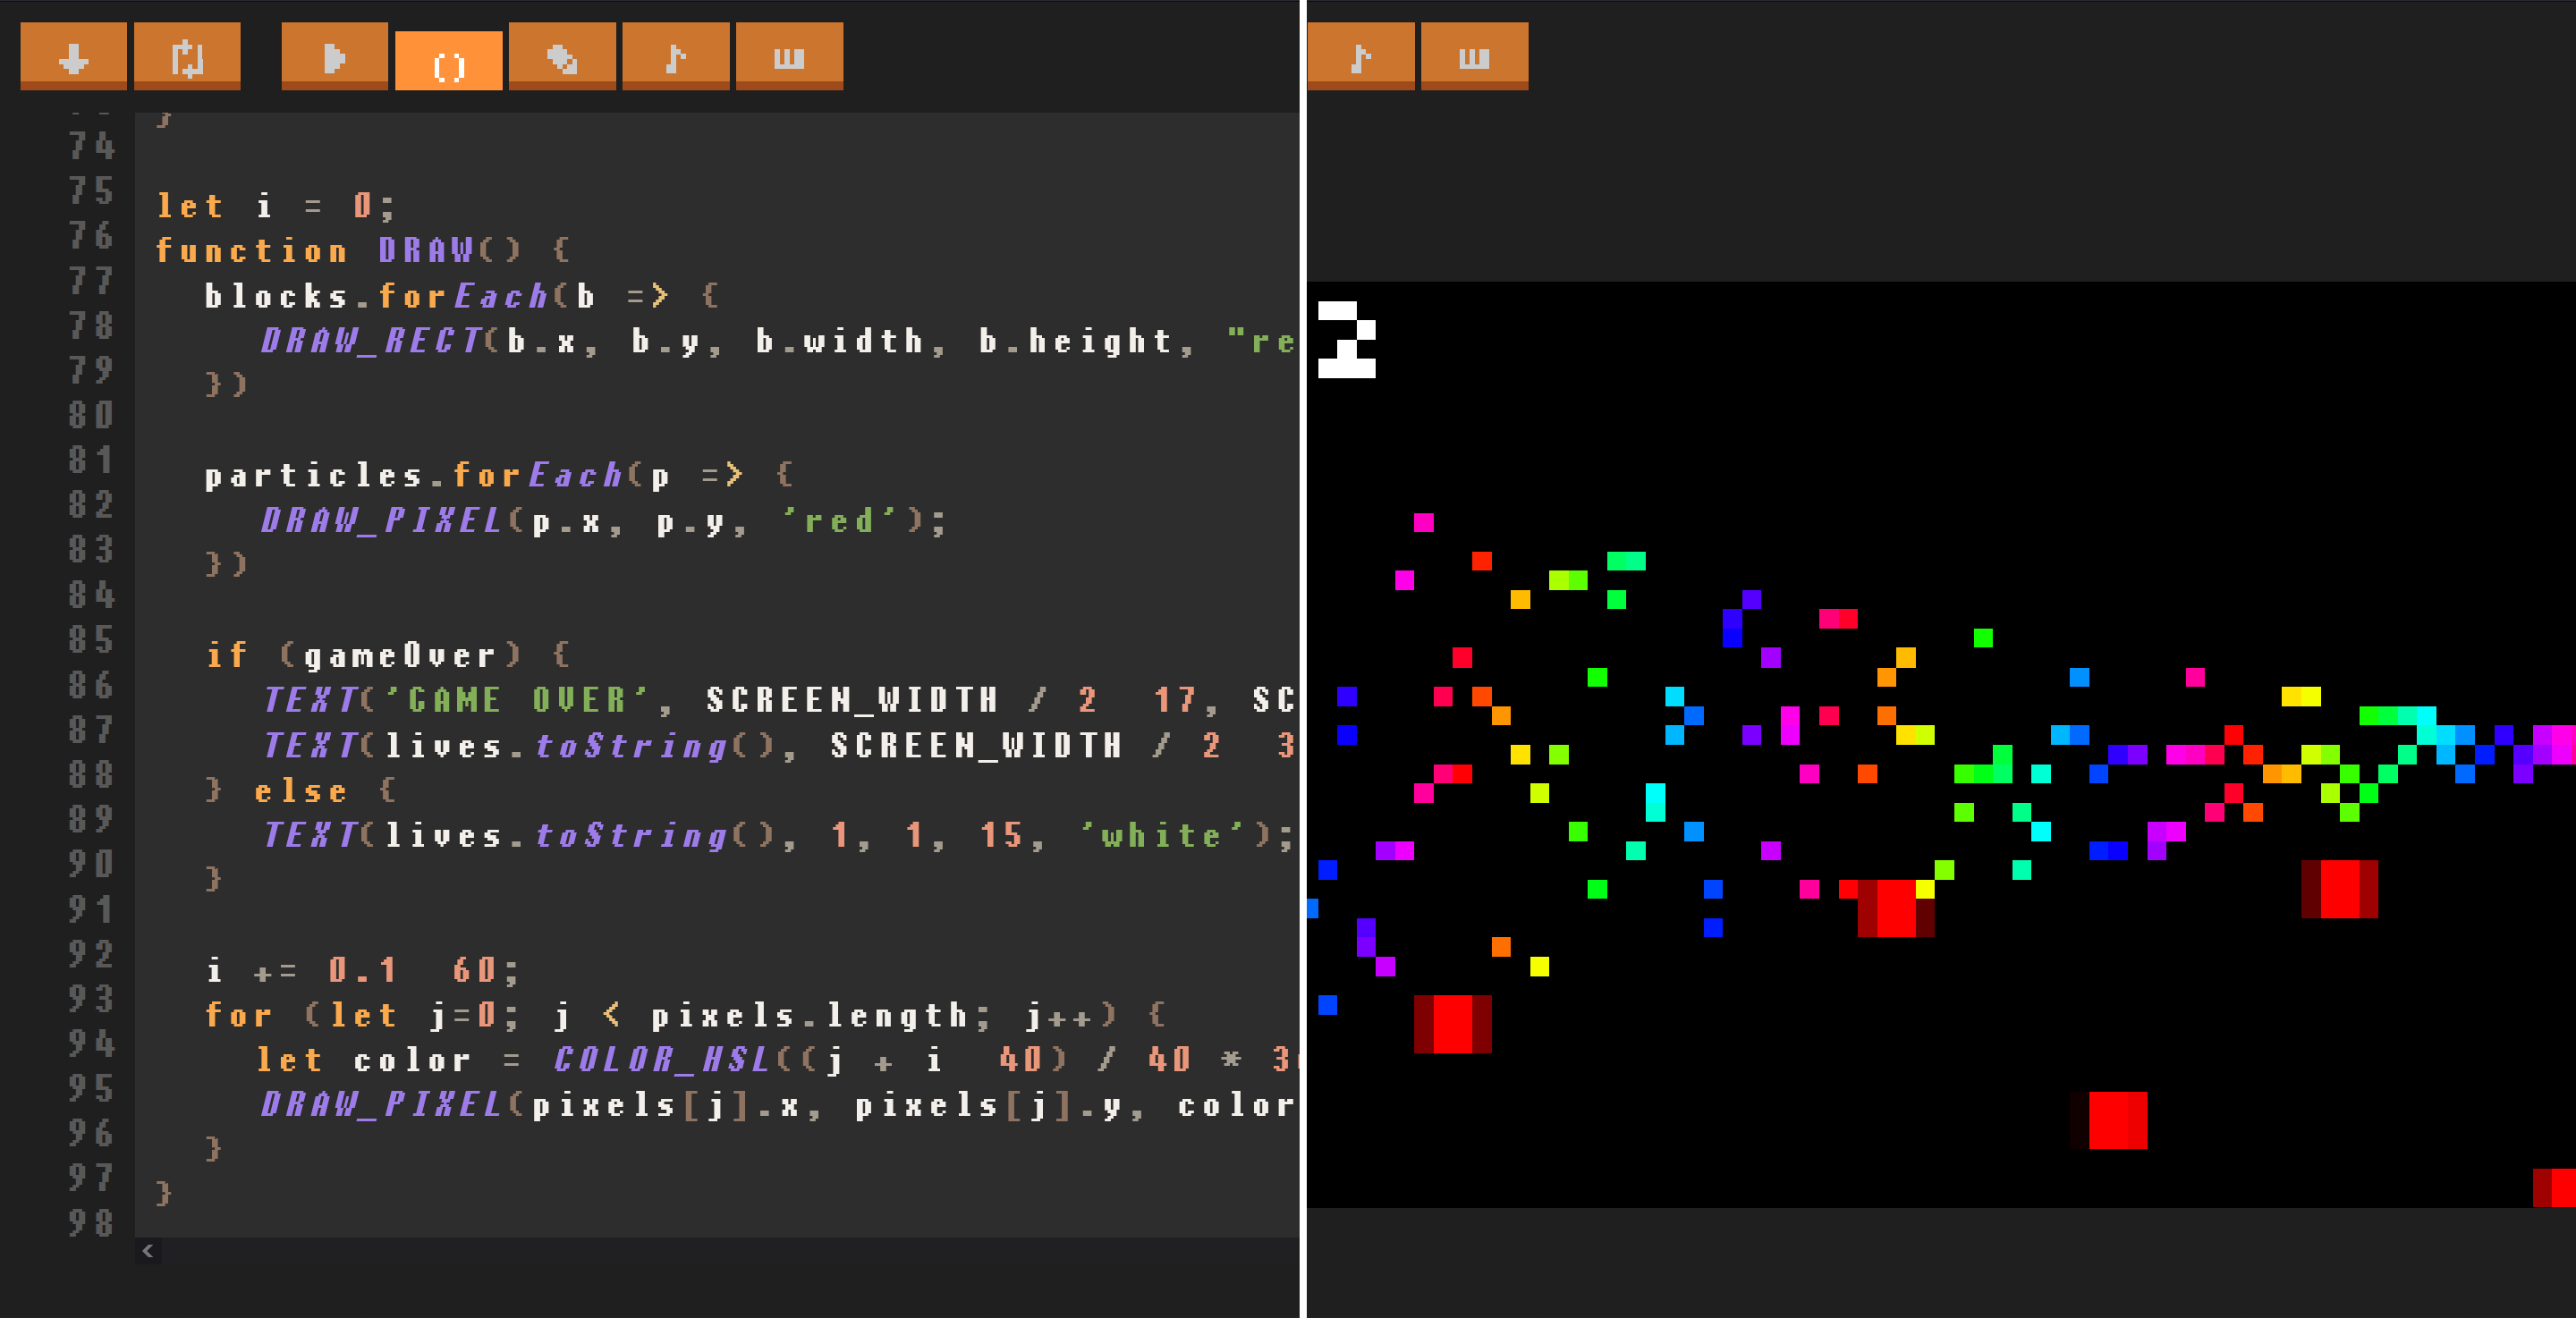 ()
}
74
75 let i = 0;
76 function DRAW() {
77 blocks.forEach(b => {
78 DRAW_RECT(b.x, b.y, b.width, b.height, "re
79 })
80
81 particles.forEach(p => {
82 DRAW_PIXEL(p.x, p.y, 'red');
83 })
84
85 if (gameOver) {
86 TEXT('GAME OVER', SCREEN_WIDTH / 2  17, SC
87 TEXT(lives.toString(), SCREEN_WIDTH / 2  3
88 } else {
89 TEXT(lives.toString(), 1, 1, 15, 'white');
90 }
91
92 i += 0.1  60;
93 for (let j=0; j < pixels.length; j++) {
94 let color = COLOR_HSL((j + i  40) / 40 * 3
95 DRAW_PIXEL(pixels[j].x, pixels[j].y, color
96 }
97 }
98
2